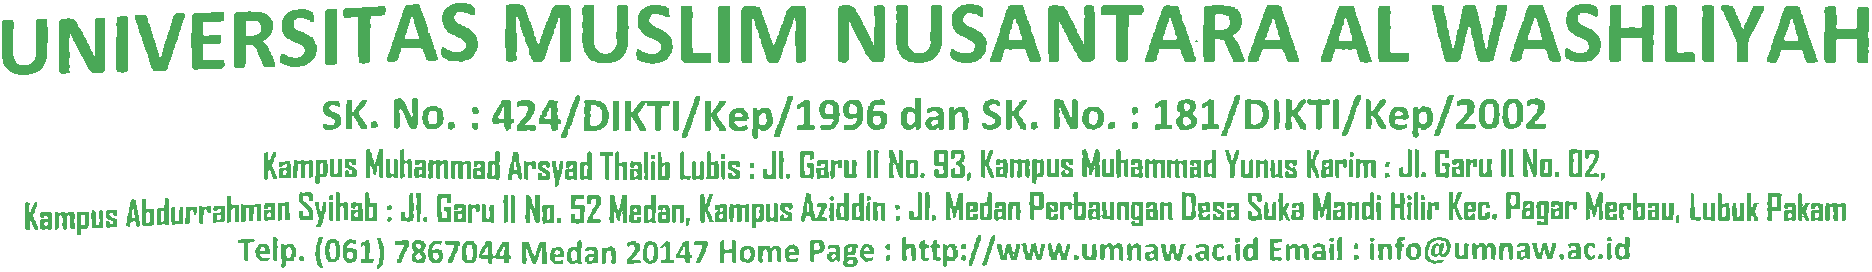 UNIVERSITAS MUSLIM NUSANTARA AL WASHLIYAH
SK. No. : 424/DIKTI/Kep/1996 dan SK. No. : 181/DIKTI/Kep/2002
Kampus Muhammad Arsyad Thalib Lubis : Jl. Garu II No. 93, Kampus Muhammad Yunus Karim : Jl. Garu II No. 02,
Kampus Abdurrahman Syihab : Jl. Garu II No. 52 Medan, Kampus Aziddin : Jl. Medan Perbaungan Desa Suka Mandi Hilir Kec. Pagar Merbau, Lubuk Pakam
Telp. (061) 7867044 Medan 20147 Home Page : http://www.umnaw.ac.id Email : info@umnaw.ac.id